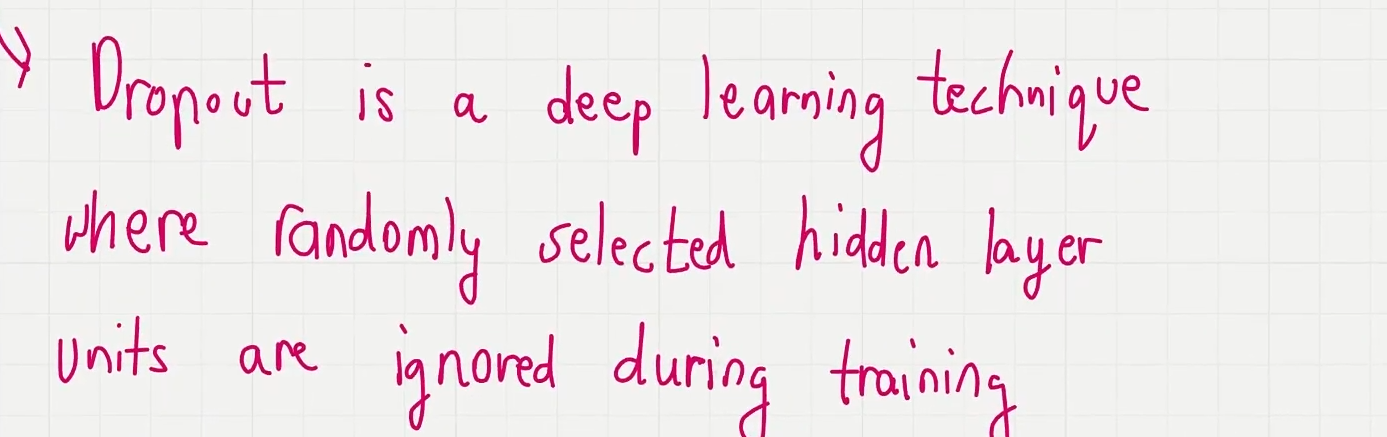 Dropout is a deep learning technique
where randomly selected hidden layer
units are ignored during training